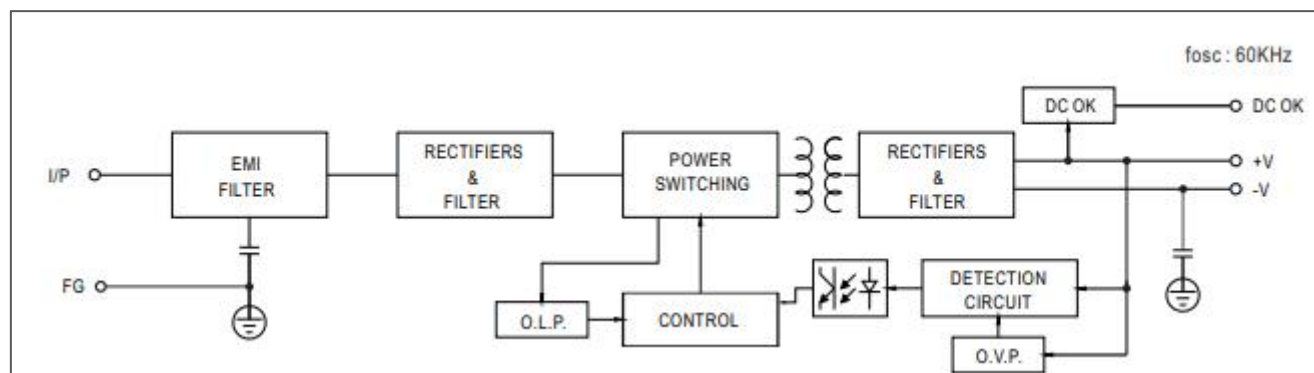 fosc : 60KHz
DC OK
DC OK
I/P
EMI
FILTER
RECTIFIERS
&
FILTER
POWER
SWITCHING
RECTIFIERS
&
FILTER
+V
-V
FG
O.L.P.
CONTROL
DETECTION
CIRCUIT
O.V.P.